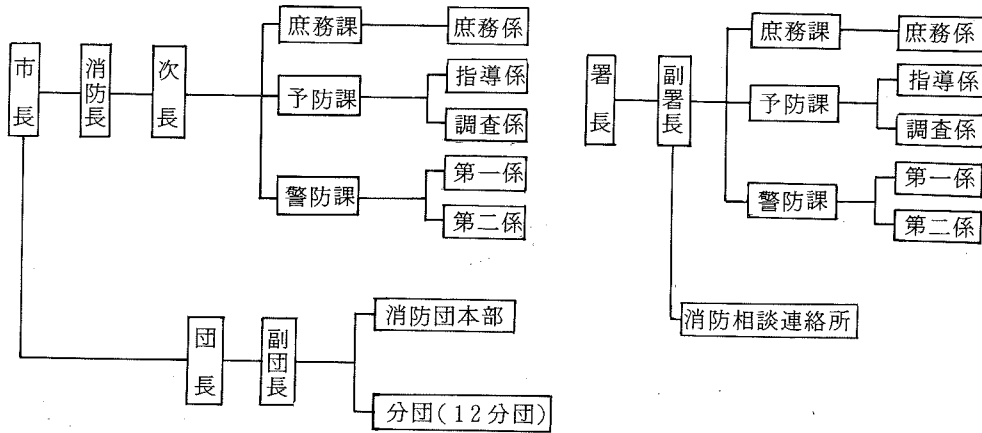 市長
消防長
次長
庶務課
庶務係
予防課
指導係
調査係
警防課
第一係
第二係
団長
副団長
消防団本部
分団(12分団)
署長
副署長
庶務課
庶務係
予防課
指導係
調査係
警防課
第一係
第二係
消防相談連絡所